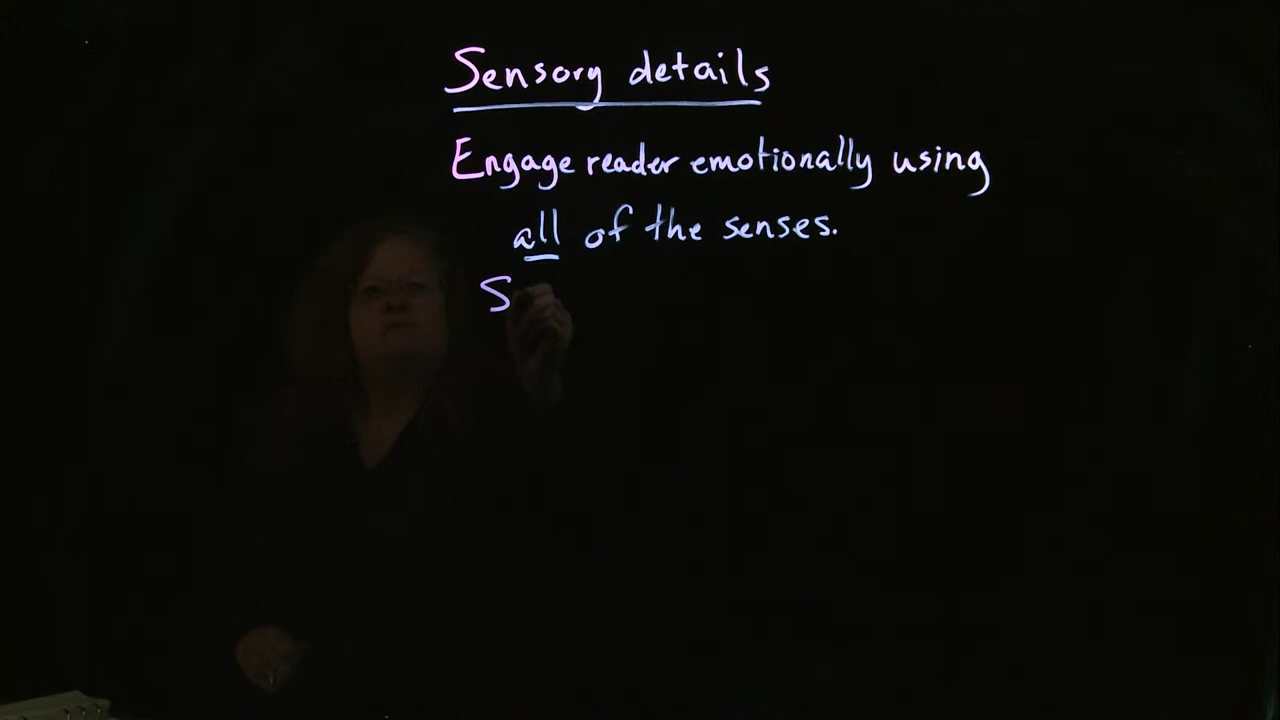 Sensory details
Engage reader emotionally using
all of the senses.
S